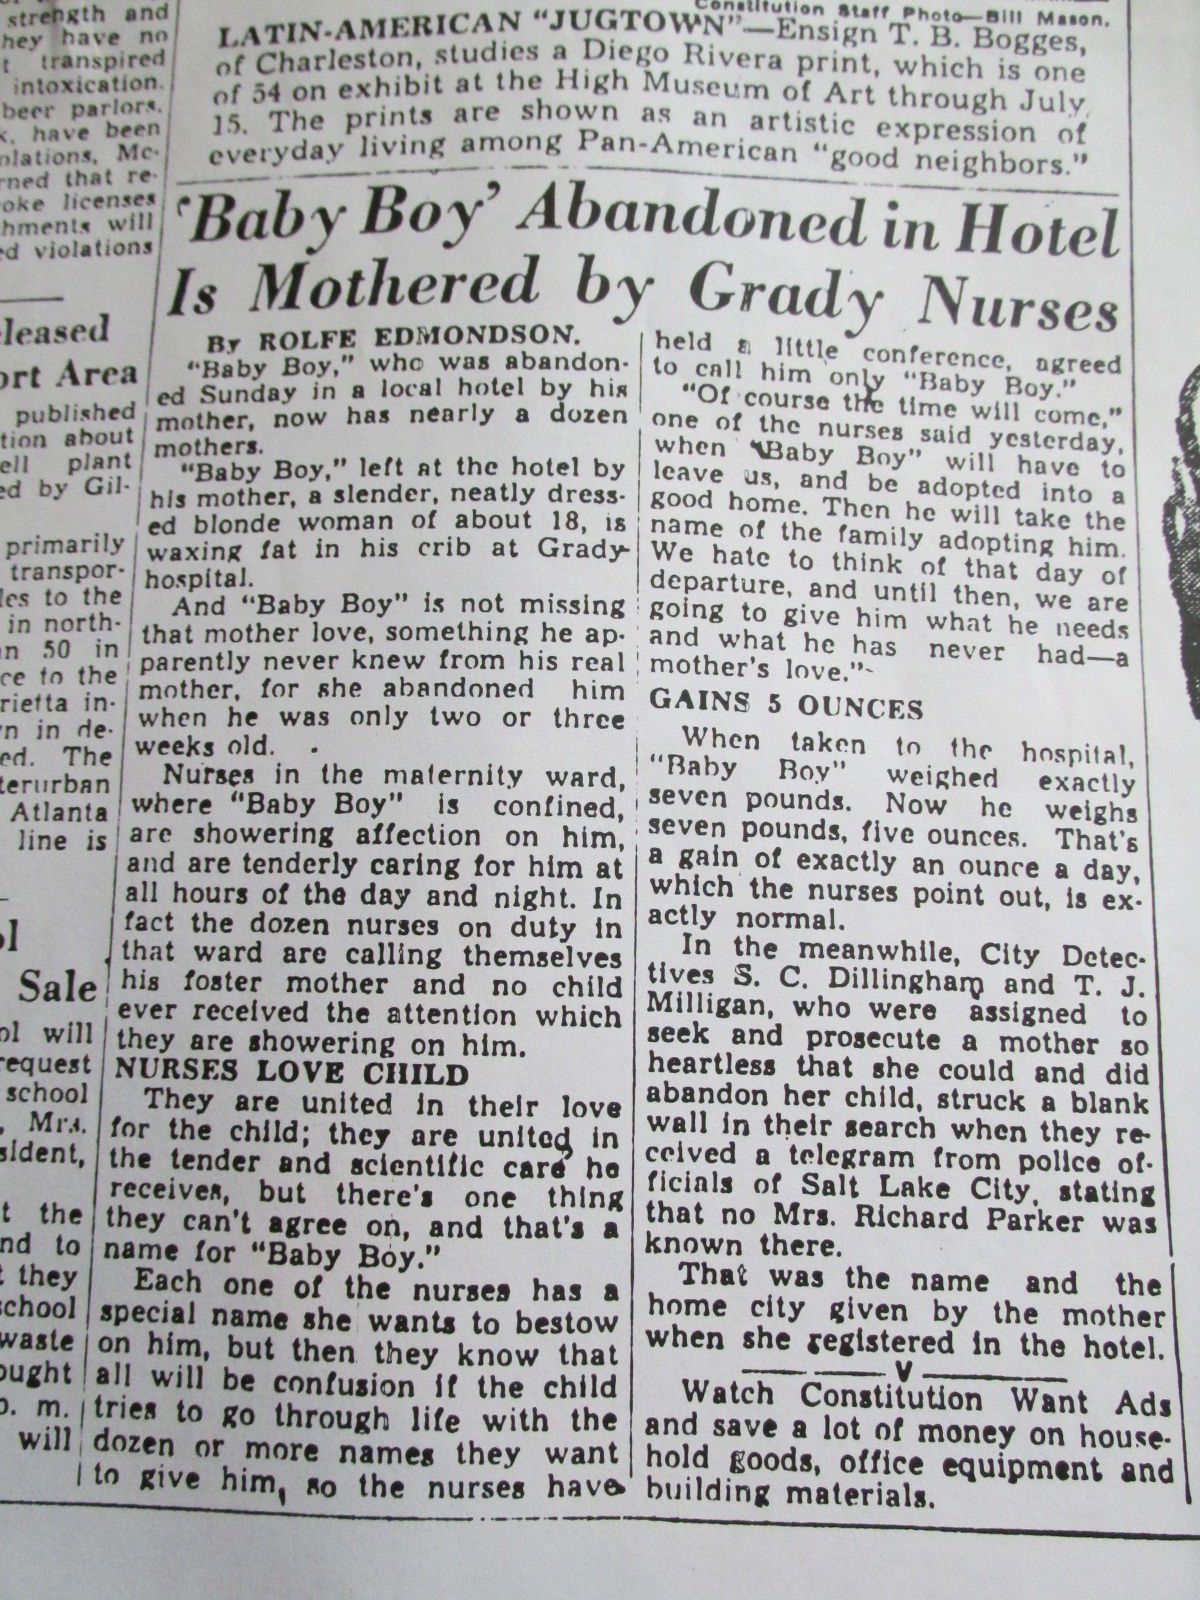 strength and
hey have no
t transpired
intoxication.
beer parlors.
have been
olations, Mc-
rned that re-
oke licenses
hments will
ed violations
eleased
ort Area
published
tion about
ell plant
ed by Gil-
primarily
transpor-
les to the
in north-
an 50 in
ce to the
rietta in-
n in de-
ed. The
terurban
Atlanta
line is
ol
Sale
ol will
request
school
, Mrs.
sident,
t the
nd to
t they
school
waste
ought
p. m.
will
Constitution Staff Photo—Bill Mason.
LATIN-AMERICAN "JUGTOWN"—Ensign T. B. Bogges,
of Charleston, studies a Diego Rivera print, which is one
of 54 on exhibit at the High Museum of Art through July
15. The prints are shown as an artistic expression of
everyday living among Pan-American "good neighbors."
'Baby Boy' Abandoned in Hotel
Is Mothered by Grady Nurses
By ROLFE EDMONDSON.
"Baby Boy," who was abandon-
ed Sunday in a local hotel by his
mother, now has nearly a dozen
mothers.
"Baby Boy," left at the hotel by
his mother, a slender, neatly dress-
ed blonde woman of about 18, is
waxing fat in his crib at Grady
hospital.
And "Baby Boy" is not missing
that mother love, something he ap-
parently never knew from his real
mother, for she abandoned him
when he was only two or three
weeks old.
Nurses in the maternity ward,
where "Baby Boy" is confined,
are showering affection on him,
and are tenderly caring for him at
all hours of the day and night. In
fact the dozen nurses on duty in
that ward are calling themselves
his foster mother and no child
ever received the attention which
they are showering on him.
NURSES LOVE CHILD
They are united in their love
for the child; they are united in
the tender and scientific care he
receives, but there's one thing
they can't agree on, and that's a
name for "Baby Boy."
Each one of the nurses has a
special name she wants to bestow
on him, but then they know that
all will be confusion if the child
tries to go through life with the
dozen or more names they want
to give him, so the nurses have
held a little conference, agreed
to call him only "Baby Boy."
"Of course the time will come,"
one of the nurses said yesterday,
when "Baby Boy" will have to
leave us, and be adopted into a
good home. Then he will take the
name of the family adopting him.
We hate to think of that day of
departure, and until then, we are
going to give him what he needs
and what he has never had—a
mother's love."
GAINS 5 OUNCES
When taken to the hospital,
"Baby Boy" weighed exactly
seven pounds. Now he weighs
seven pounds, five ounces. That's
a gain of exactly an ounce a day,
which the nurses point out, is ex-
actly normal.
In the meanwhile, City Detec-
tives S. C. Dillingham and T. J.
Milligan, who were assigned to
seek and prosecute a mother so
heartless that she could and did
abandon her child, struck a blank
wall in their search when they re-
ceived a telegram from police of-
ficials of Salt Lake City, stating
that no Mrs. Richard Parker was
known there.
That was the name and the
home city given by the mother
when she registered in the hotel.
V
Watch Constitution Want Ads
and save a lot of money on house-
hold goods, office equipment and
building materials.